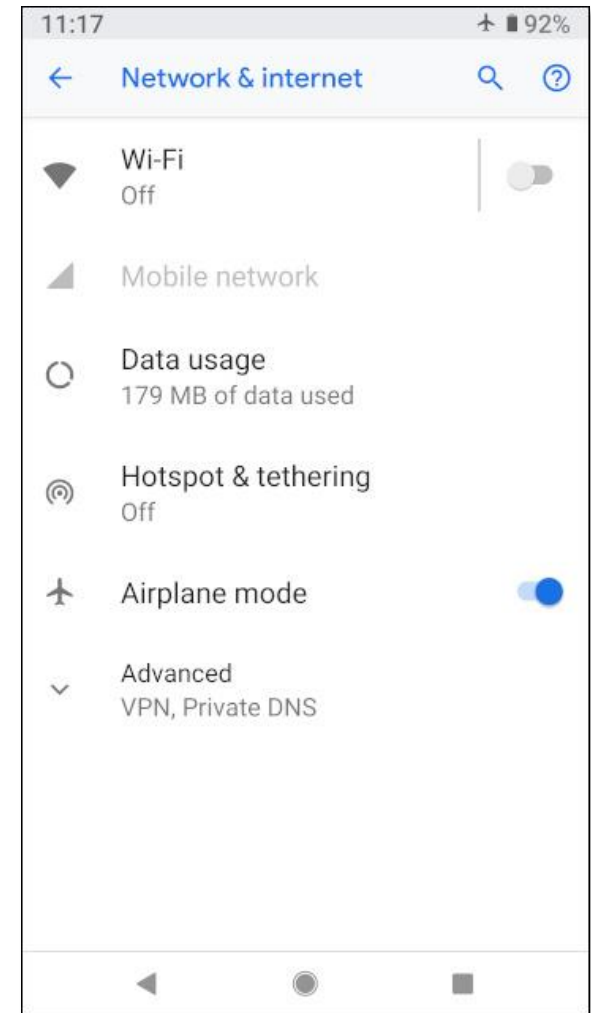 11:17 92%
Network & internet
Wi-Fi
Off
Mobile network
Data usage
179 MB of data used
Hotspot & tethering
Off
Airplane mode
Advanced
VPN, Private DNS